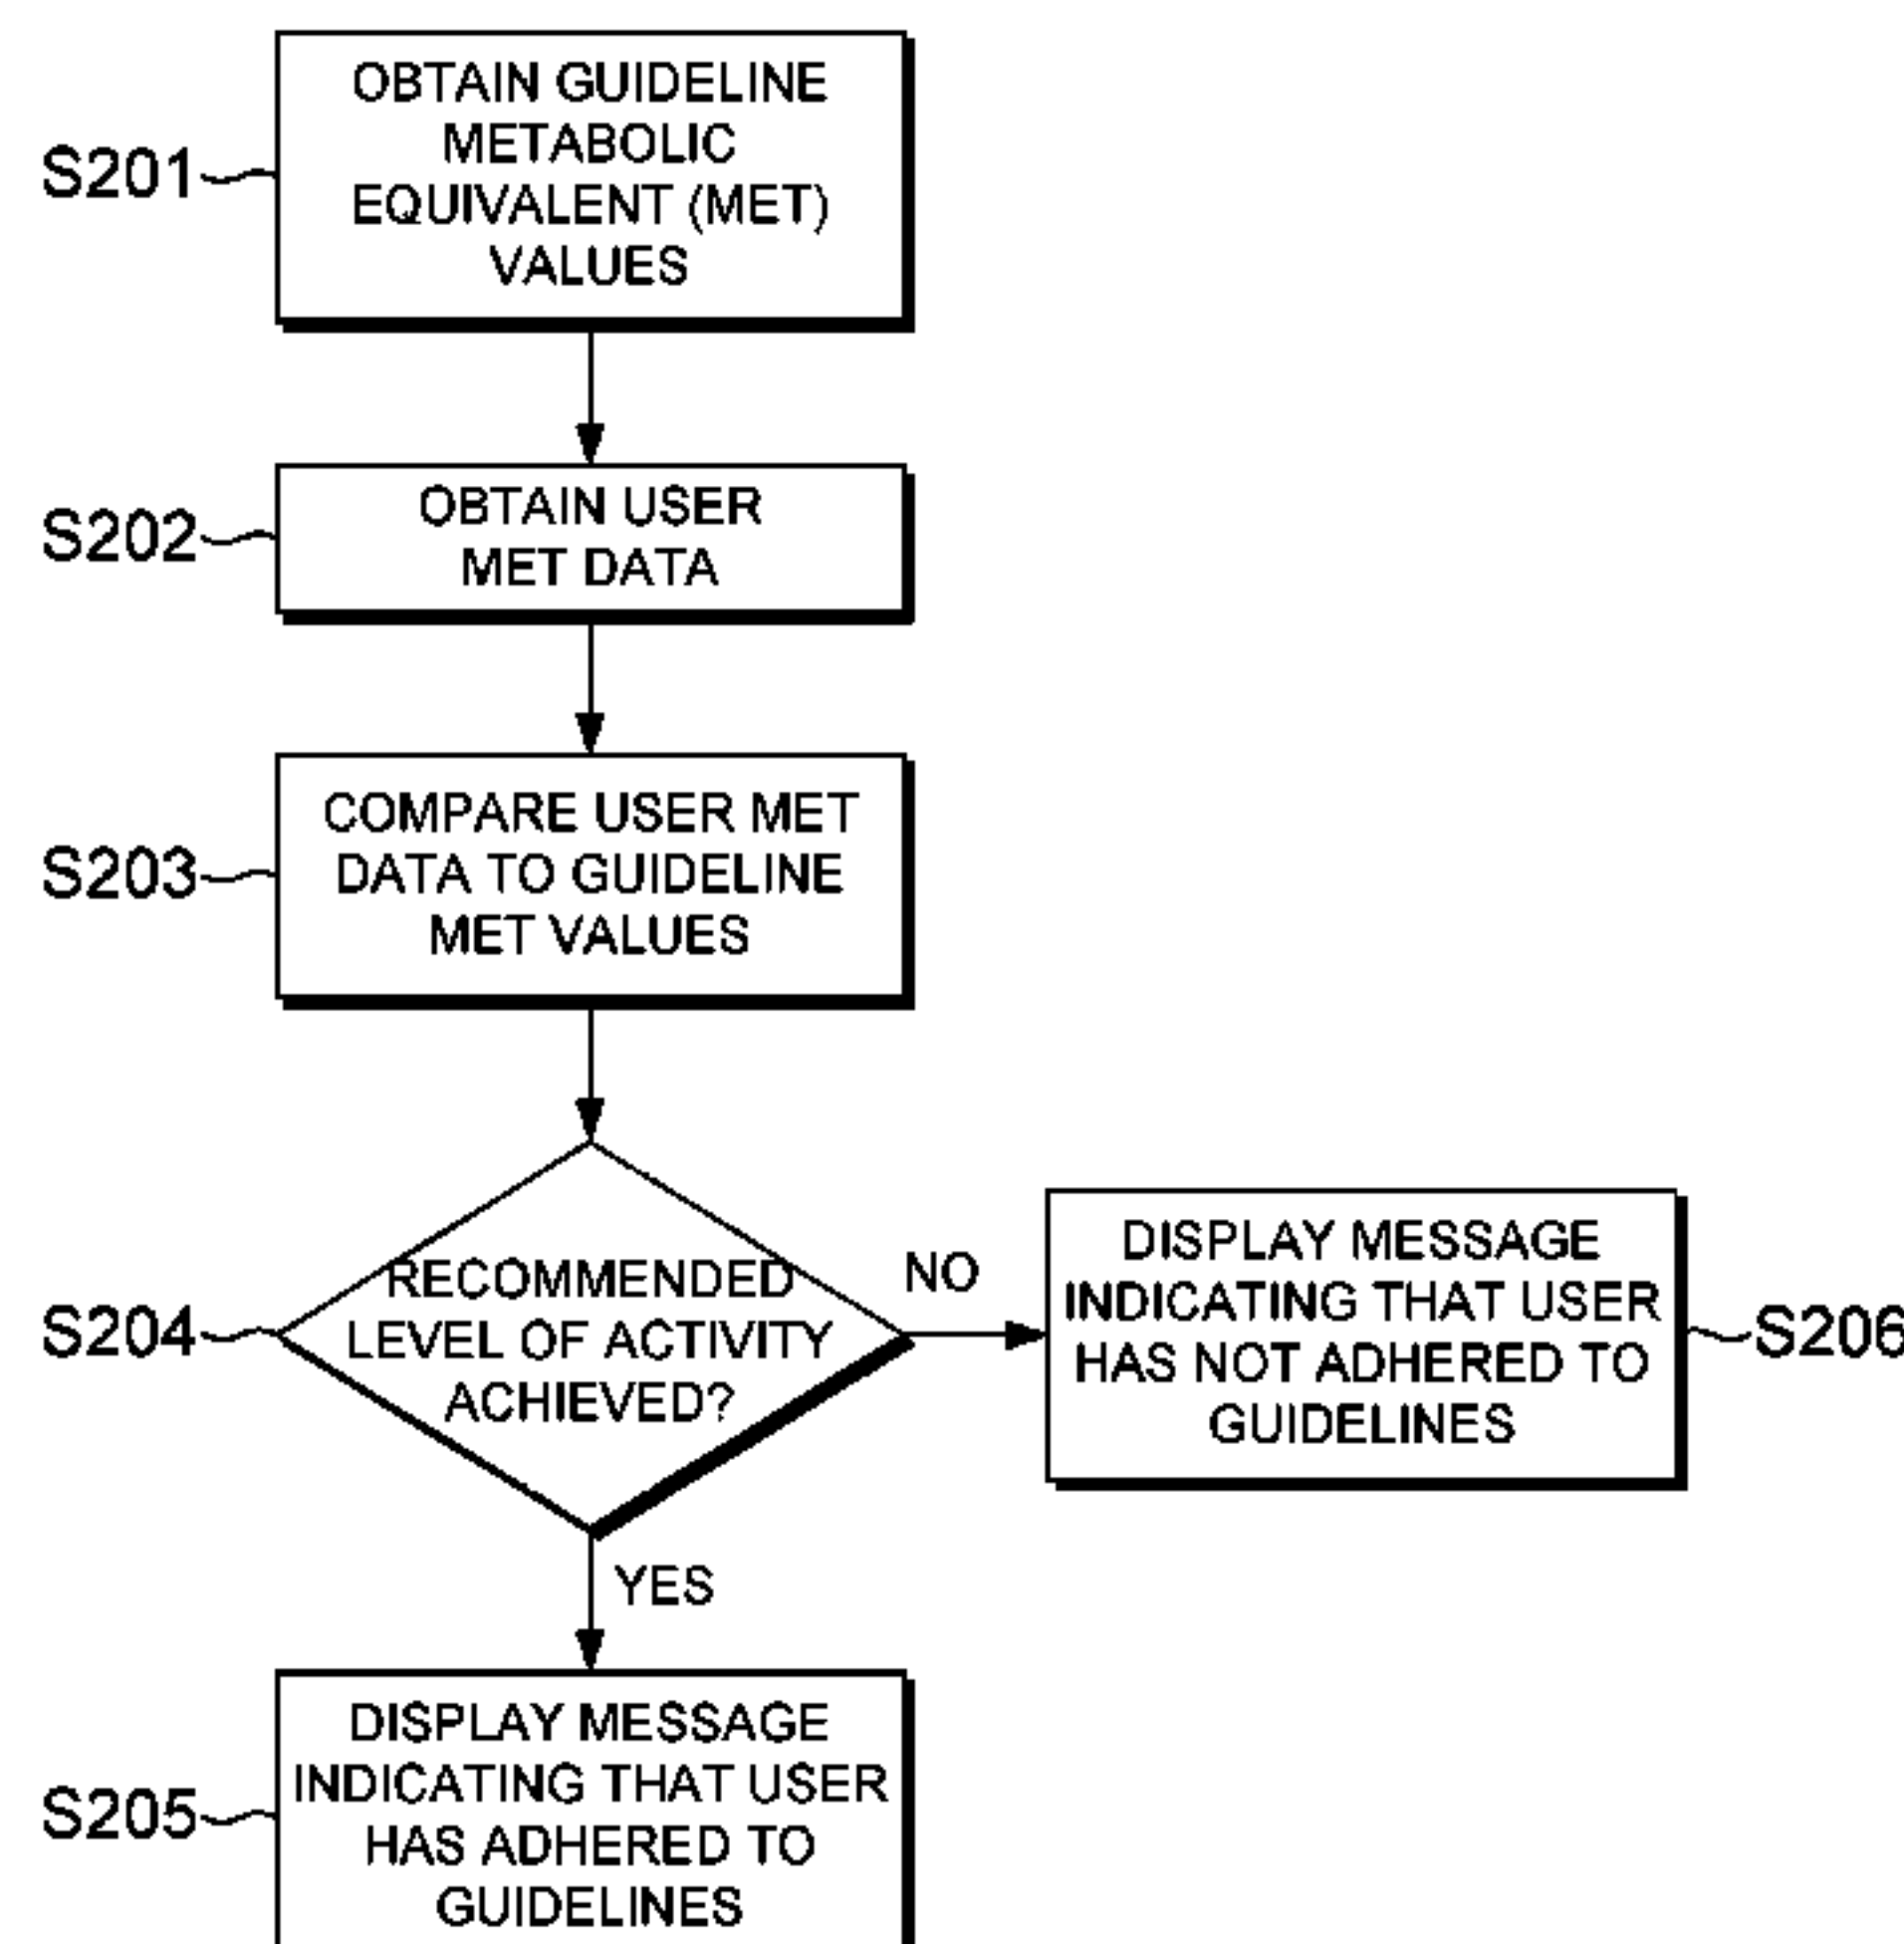 OBTAIN GUIDELINE
METABOLIC
EQUIVALENT (MET)
VALUES
S201
OBTAIN USER
MET DATA
S202
COMPARE USER MET
DATA TO GUIDELINE
MET VALUES
S203
RECOMMENDED
LEVEL OF ACTIVITY
ACHIEVED?
S204
NO
DISPLAY MESSAGE
INDICATING THAT USER
HAS NOT ADHERED TO
GUIDELINES
S206
YES
DISPLAY MESSAGE
INDICATING THAT USER
HAS ADHERED TO
GUIDELINES
S205